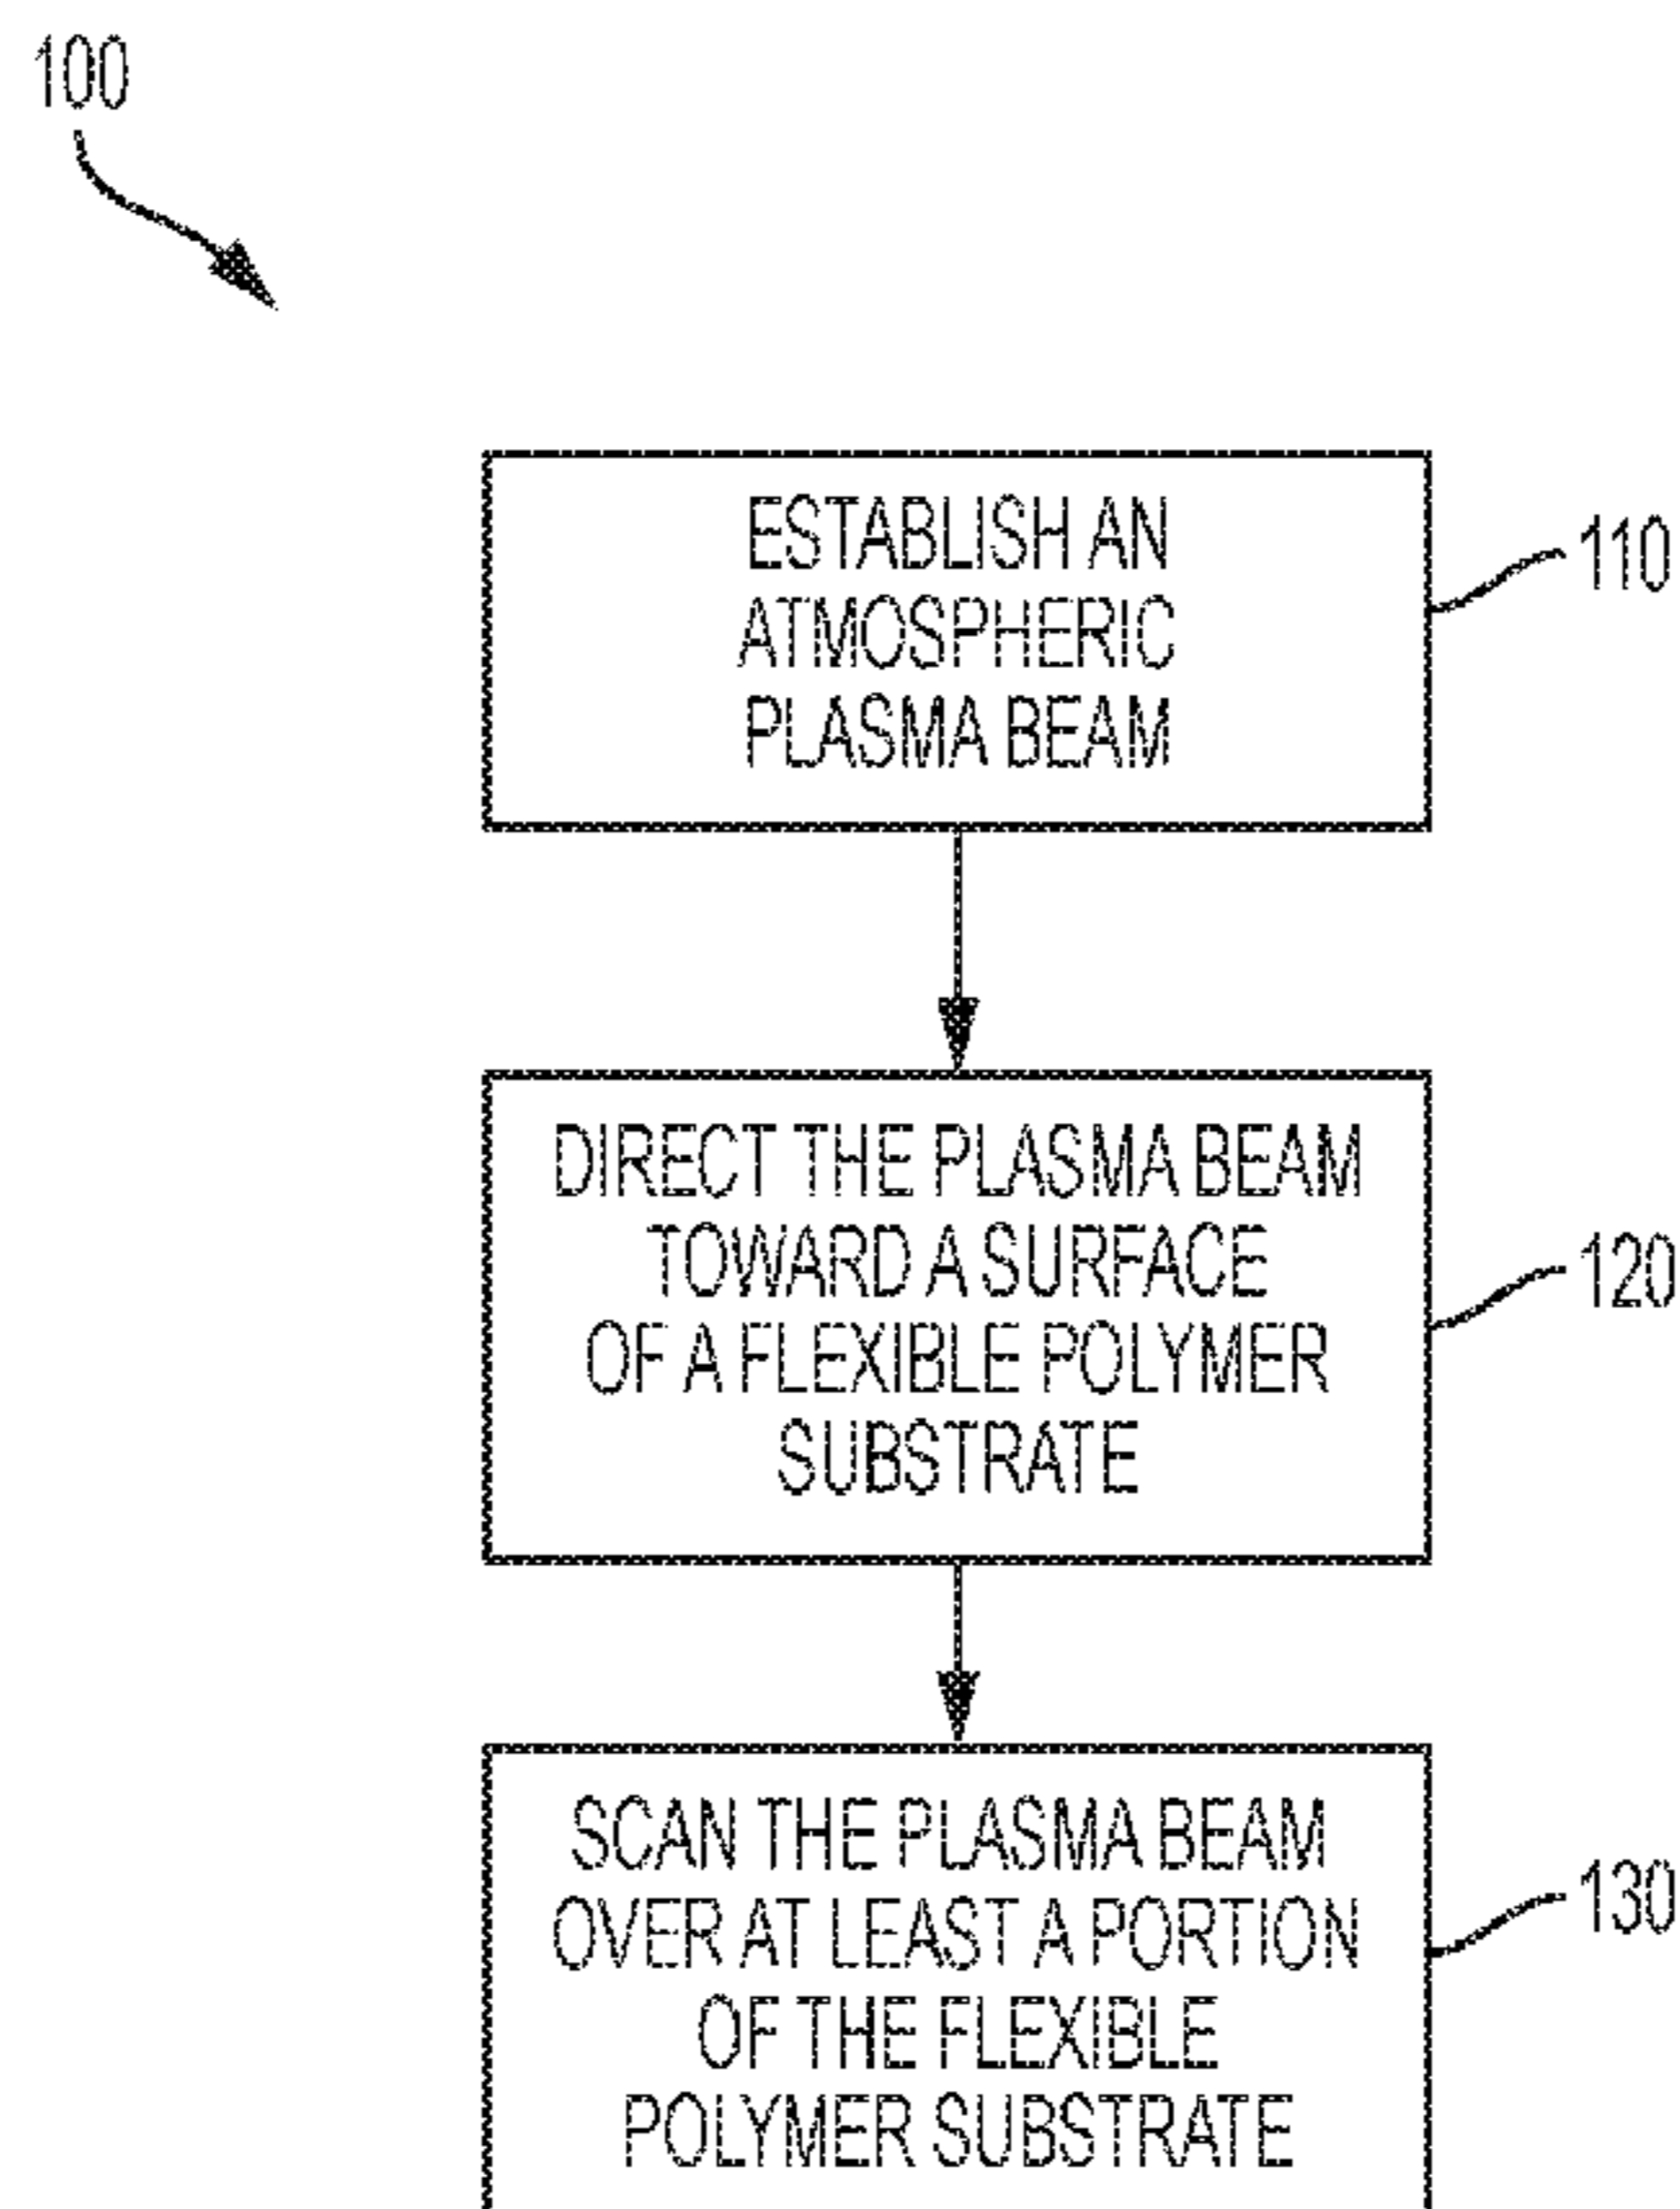 100
ESTABLISH AN
ATMOSPHERIC
PLASMA BEAM
110
DIRECT THE PLASMA BEAM
TOWARD A SURFACE
OF A FLEXIBLE POLYMER
SUBSTRATE
120
SCAN THE PLASMA BEAM
OVER AT LEAST A PORTION
OF THE FLEXIBLE
POLYMER SUBSTRATE
130